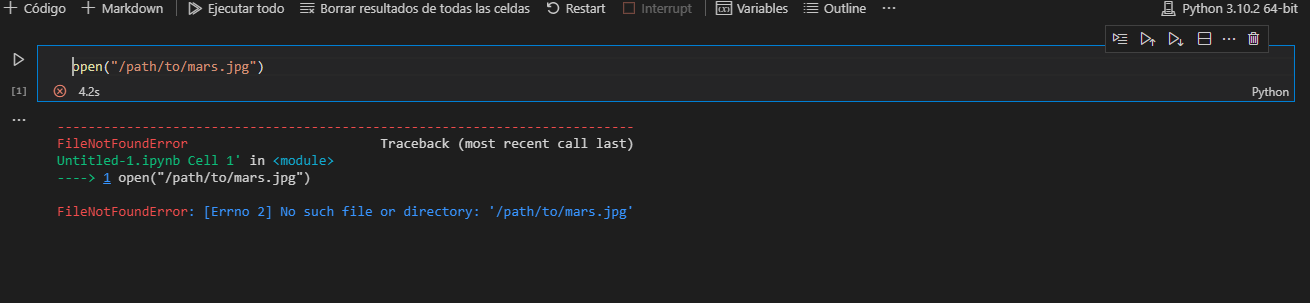 Código Markdown Ejecutar todo Borrar resultados de todas las celdas Restart Interrupt Variables Outline ... Python 3.10.2 64-bit
...
open("/path/to/mars.jpg")
[1] 4.2s Python
...
---------------------------------------------------------------------------
FileNotFoundError Traceback (most recent call last)
Untitled-1.ipynb Cell 1' in <module>
----> 1 open("/path/to/mars.jpg")
FileNotFoundError: [Errno 2] No such file or directory: '/path/to/mars.jpg'